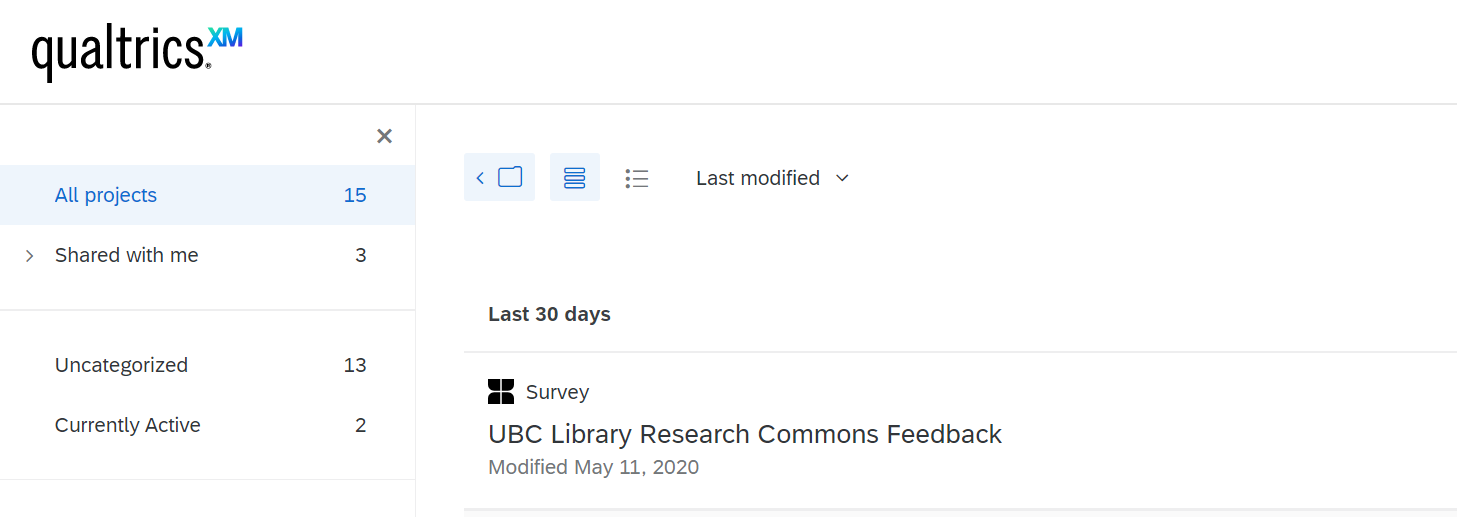 qualtrics.XM
All projects 15
Shared with me 3
Uncategorized 13
Currently Active 2
Last modified
Last 30 days
Survey
UBC Library Research Commons Feedback
Modified May 11, 2020